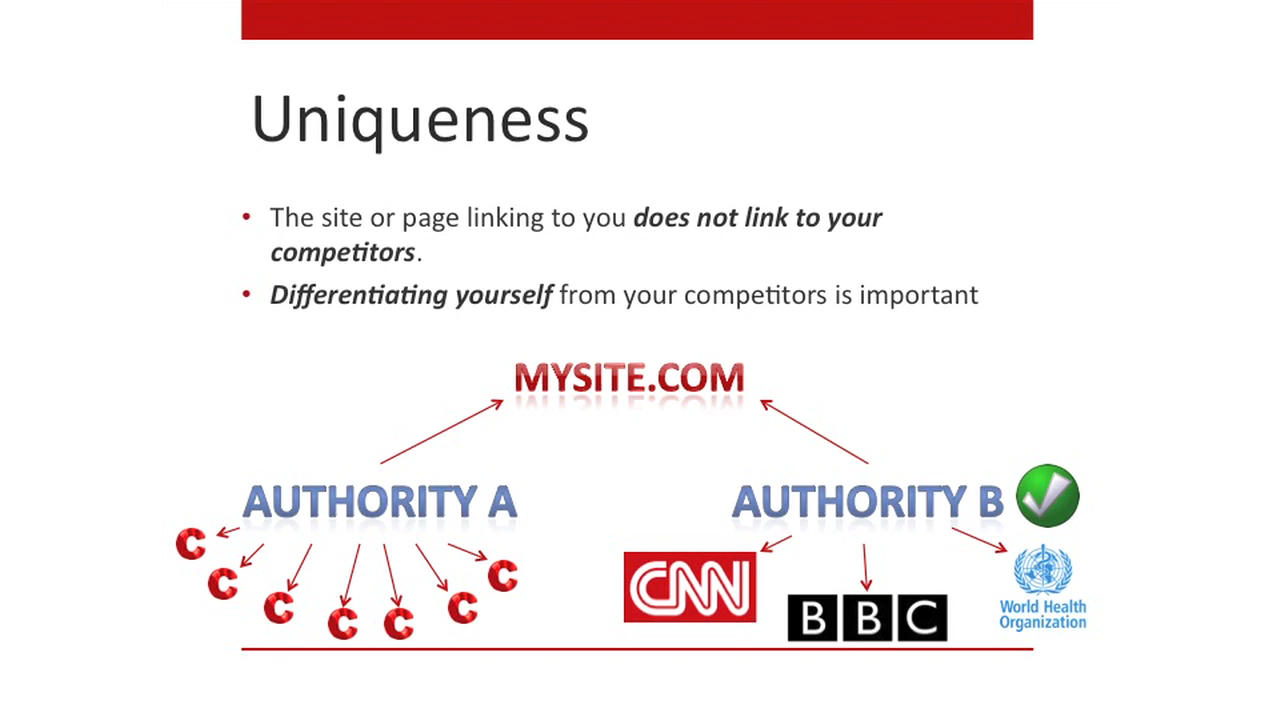 Uniqueness
• The site or page linking to you does not link to your
competitors.
• Differentiating yourself from your competitors is important
MYSITE.COM
AUTHORITY A
AUTHORITY B
C
C
C
C
C
C
C
CNN
BBC
World Health
Organization